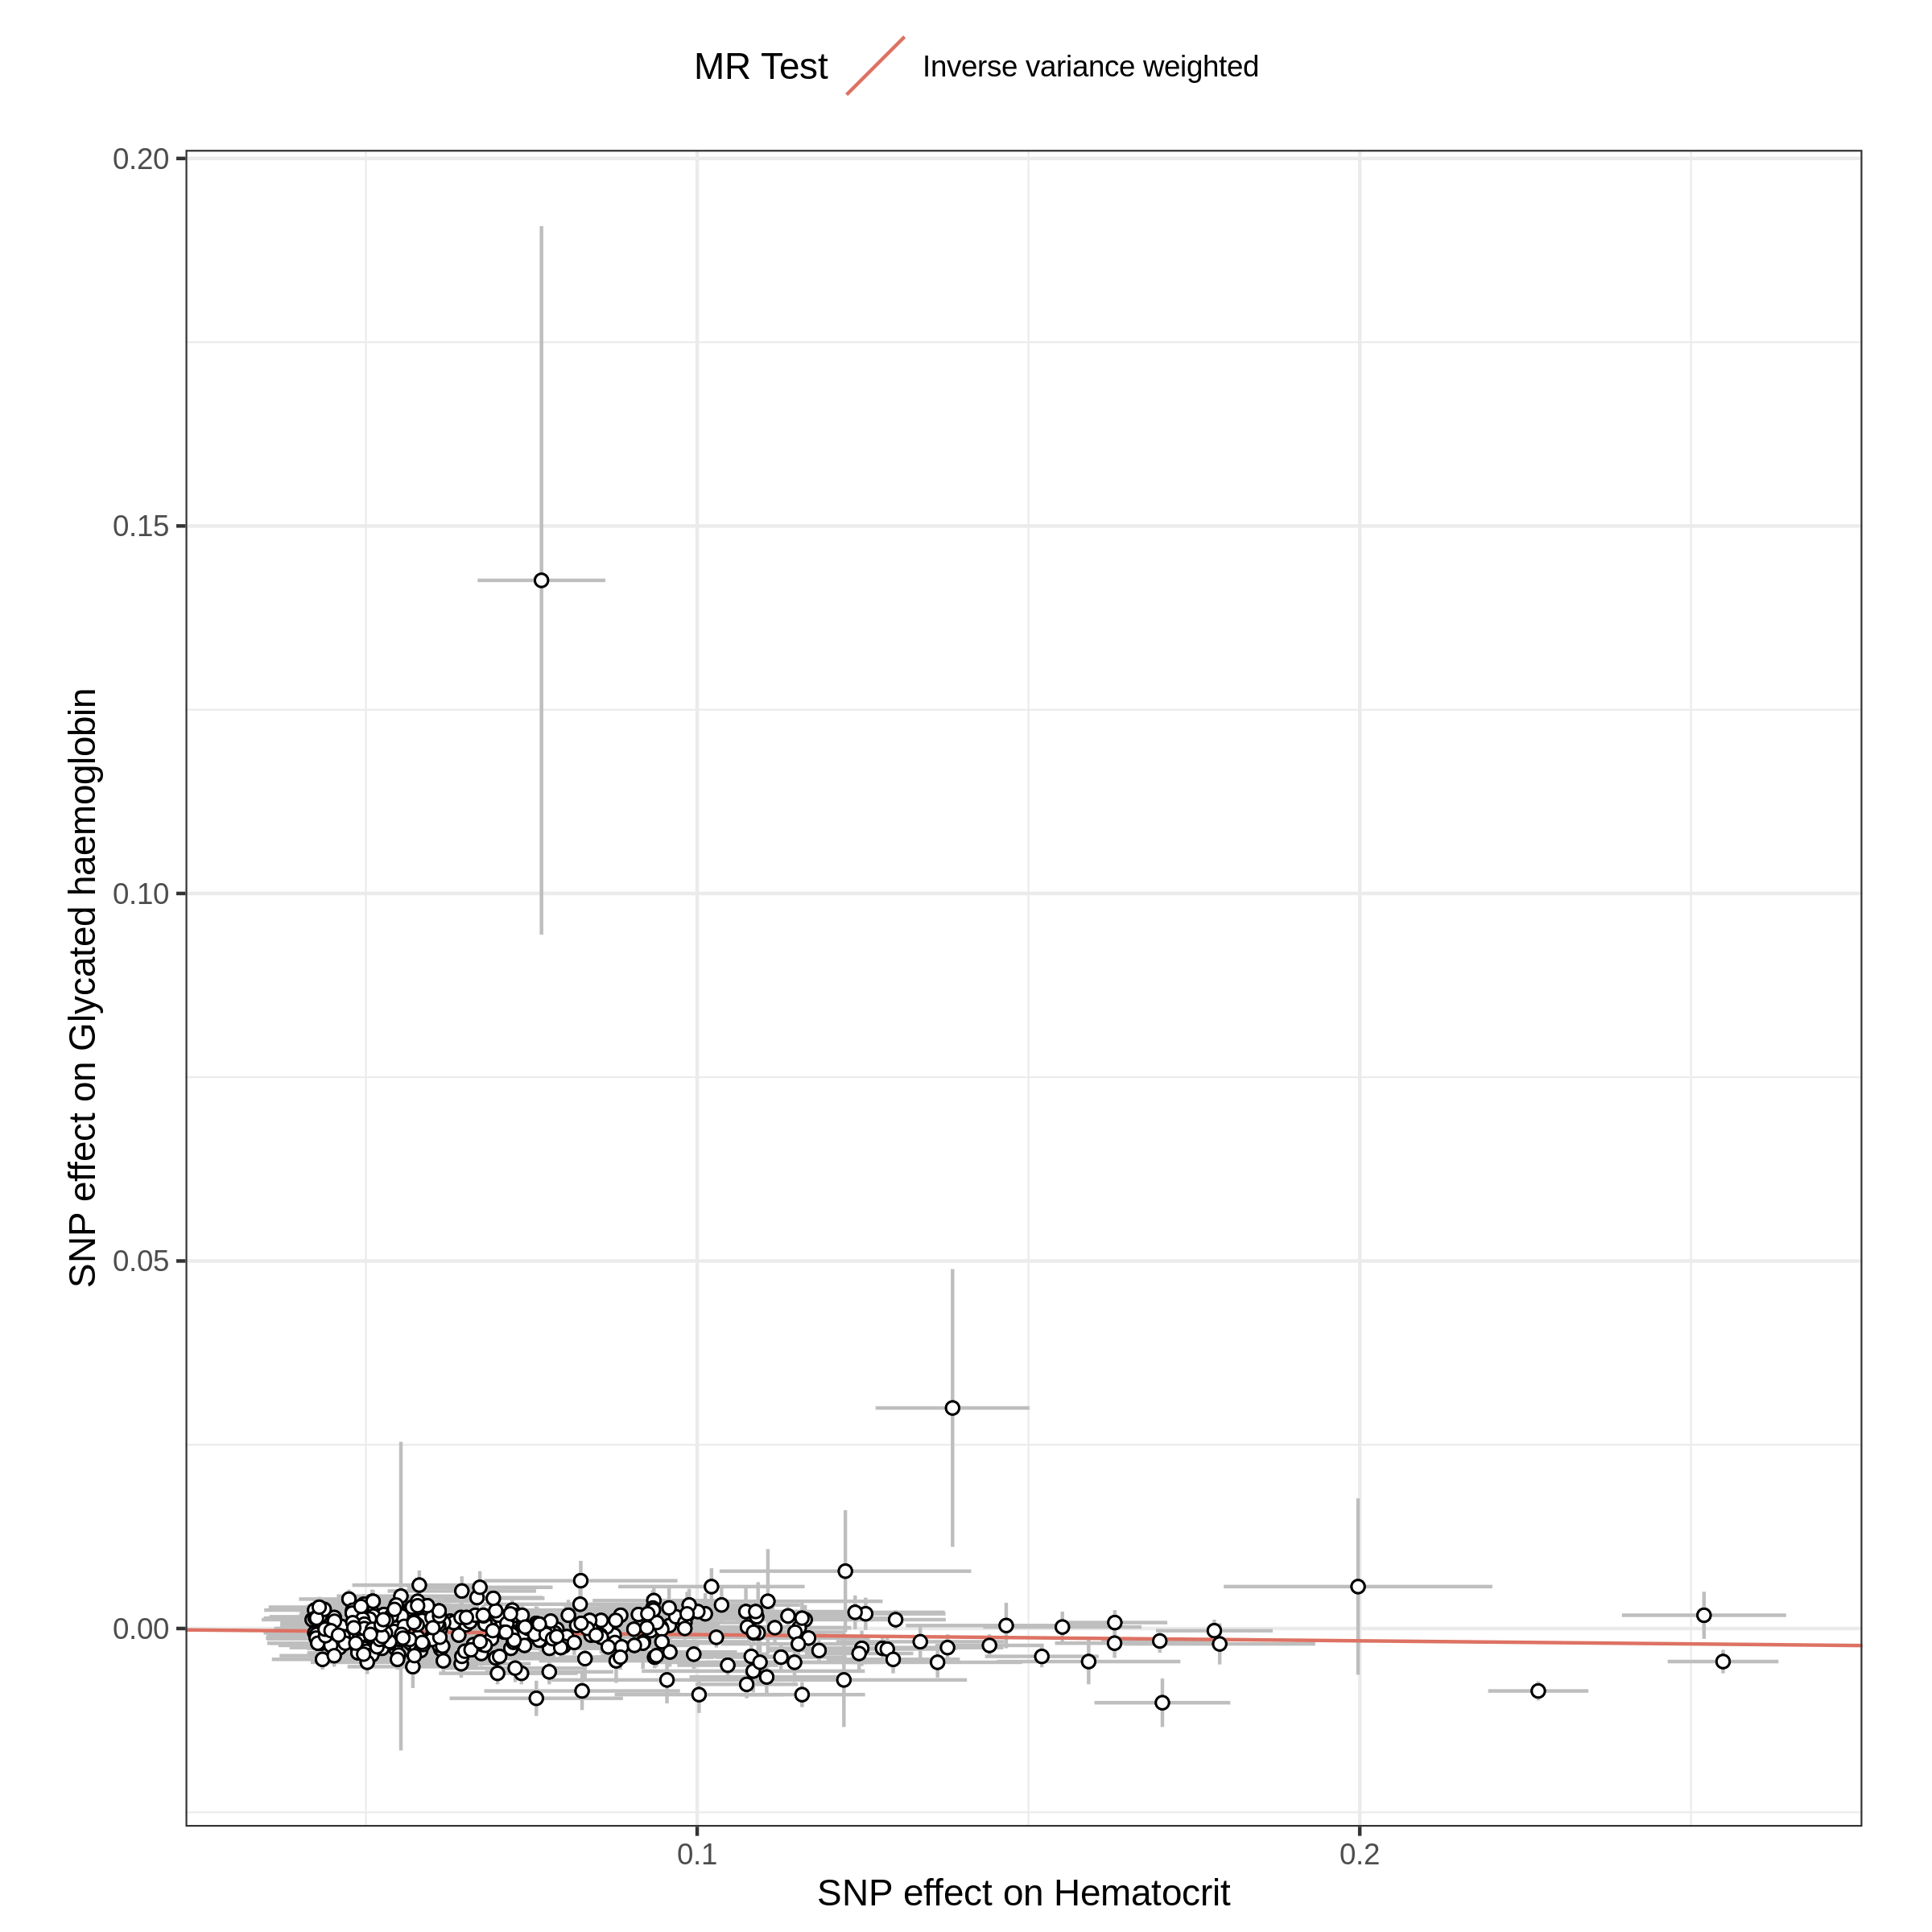 MR Test
Inverse variance weighted
SNP effect on Glycated haemoglobin
0.20
0.15
0.10
0.05
0.00
0.1
0.2
SNP effect on Hematocrit